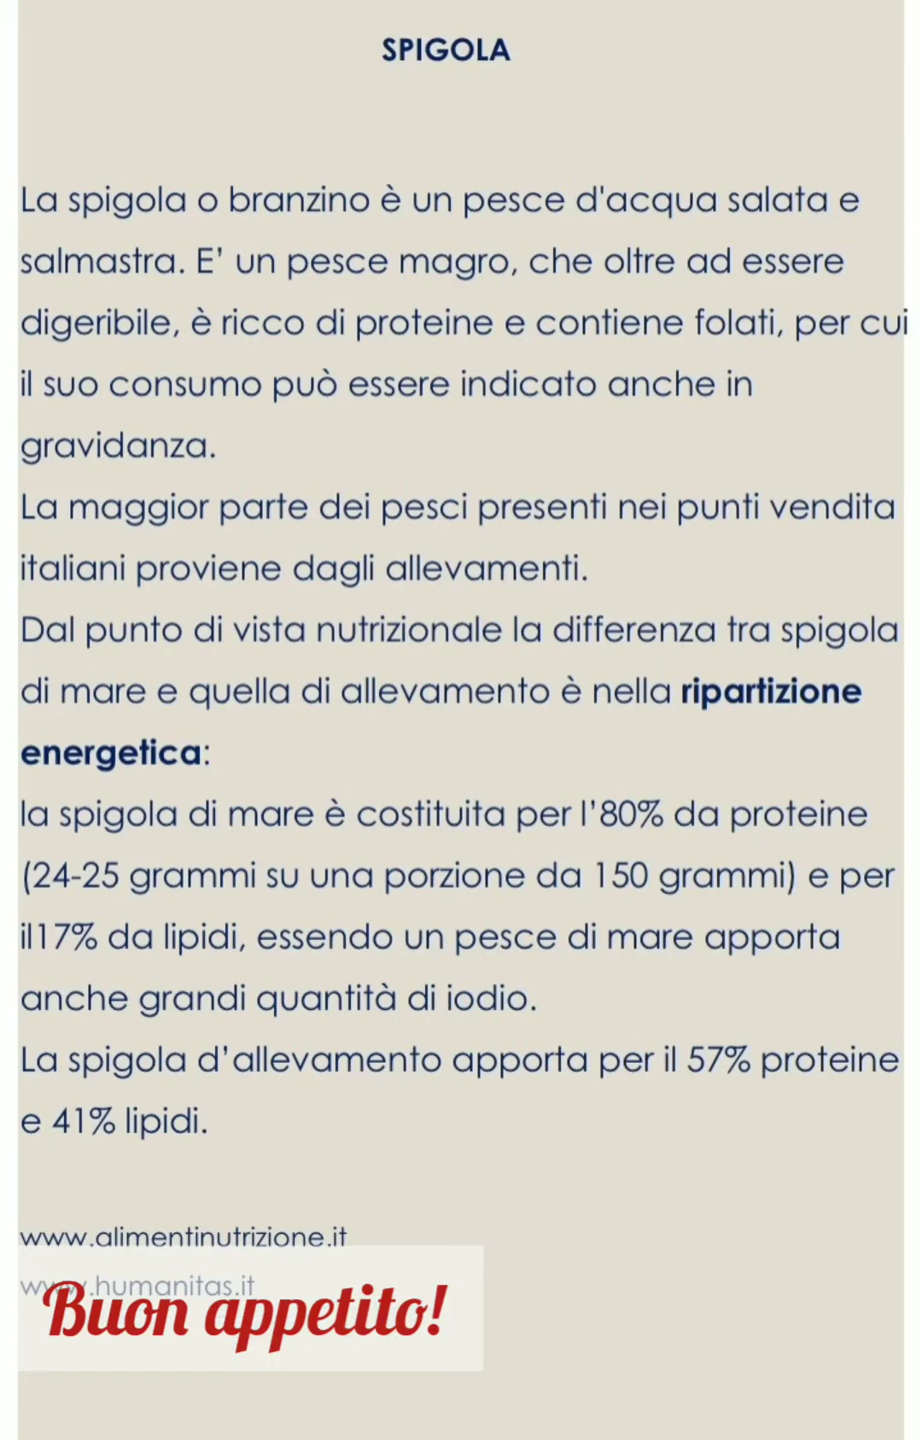 SPIGOLA
La spigola o branzino è un pesce d'acqua salata e
salmastra. E’ un pesce magro, che oltre ad essere
digeribile, è ricco di proteine e contiene folati, per cui
il suo consumo può essere indicato anche in
gravidanza.
La maggior parte dei pesci presenti nei punti vendita
italiani proviene dagli allevamenti.
Dal punto di vista nutrizionale la differenza tra spigola
di mare e quella di allevamento è nella ripartizione
energetica:
la spigola di mare è costituita per l’80% da proteine
(24-25 grammi su una porzione da 150 grammi) e per
il17% da lipidi, essendo un pesce di mare apporta
anche grandi quantità di iodio.
La spigola d’allevamento apporta per il 57% proteine
e 41% lipidi.
www.alimentinutrizione.it
www.humanitas.it
Buon appetito!